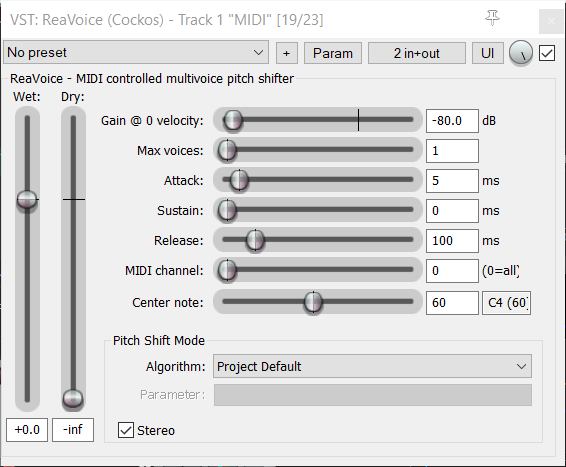 VST: ReaVoice (Cockos) - Track 1 "MIDI" [19/23]
No preset + Param 2 in+out UI
ReaVoice - MIDI controlled multivoice pitch shifter
Wet: Dry:
Gain @ 0 velocity: -80.0 dB
Max voices: 1
Attack: 5 ms
Sustain: 0 ms
Release: 100 ms
MIDI channel: 0 (0=all)
Center note: 60 C4 (60)
Pitch Shift Mode
Algorithm: Project Default
Parameter:
+0.0 -inf Stereo